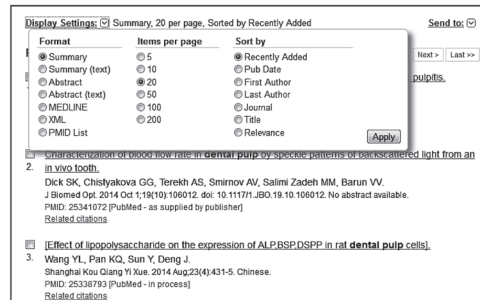 Display Settings: Summary, 20 per page, Sorted by Recently Added Send to:
Format Items per page Sort by
Summary 5 Recently Added
Summary (text) 10 Pub Date
Abstract 20 First Author
Abstract (text) 50 Last Author
MEDLINE 100 Journal
XML 200 Title
PMID List Relevance
Apply
Next > Last >>
pulpitis.
Characterization of blood flow rate in dental pulp by speckle patterns of backscattered light from an
2. in vivo tooth.
Dick SK, Chistyakova GG, Terekh AS, Smirnov AV, Salimi Zadeh MM, Barun VV.
J Biomed Opt. 2014 Oct 1;19(10):106012. doi: 10.1117/1.JBO.19.10.106012. No abstract available.
PMID: 25341072 [PubMed - as supplied by publisher]
Related citations
[Effect of lipopolysaccharide on the expression of ALP,BSP,DSPP in rat dental pulp cells].
3. Wang YL, Pan KQ, Sun Y, Deng J.
Shanghai Kou Qiang Yi Xue. 2014 Aug;23(4):431-5. Chinese.
PMID: 25338793 [PubMed - in process]
Related citations